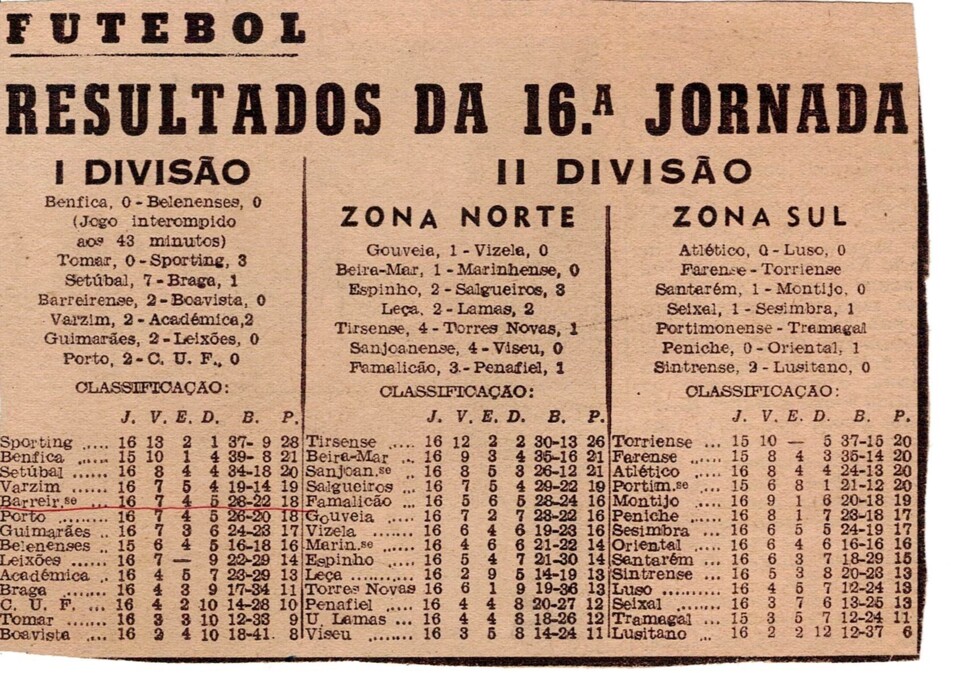 FUTEBOL
RESULTADOS DA 16.ª JORNADA
I DIVISÃO
Benfica, 0 - Belenenses, 0
(Jogo interompido
aos 43 minutos)
Tomar, 0 - Sporting, 3
Setúbal, 7 - Braga, 1
Barreirense, 2 - Boavista, 0
Varzim, 2 - Académica, 2
Guimarães, 2 - Leixões, 0
Porto, 2 - C. U. F., 0
CLASSIFICAÇÃO:
J. V. E. D. B. P.
Sporting ..... 16 13 2 1 37- 9 28
Benfica ..... 15 10 1 4 39- 8 21
Setúbal ...... 16 8 4 4 34-18 20
Varzim ...... 16 7 5 4 19-14 19
Barreir.se ... 16 7 4 5 26-22 18
Porto ........ 16 7 4 5 26-20 18
Guimarães .. 16 7 3 6 24-23 17
Belenenses .. 15 6 4 5 16-18 16
Leixões ..... 16 7 — 9 22-29 14
Académica .. 16 4 5 7 23-29 13
Braga ....... 16 4 3 9 17-34 11
C. U. F. ... 16 4 2 10 14-28 10
Tomar ...... 16 3 3 10 12-33 9
Boavista .... 16 2 4 10 18-41. 8
II DIVISÃO
ZONA NORTE
Gouveia, 1 - Vizela, 0
Beira-Mar, 1 - Marinhense, 0
Espinho, 2 - Salgueiros, 3
Leça, 2 - Lamas, 2
Tirsense, 4 - Torres Novas, 1
Sanjoanense, 4 - Viseu, 0
Famalicão, 3 - Penafiel, 1
CLASSIFICAÇÃO:
J. V. E. D. B. P.
Tirsense .... 16 12 2 2 30-13 26
Beira-Mar .. 16 9 3 4 35-16 21
Sanjoan.se .. 16 8 5 3 26-12 21
Salgueiros .. 16 7 5 4 29-22 19
Famalicão . 16 5 6 5 28-24 16
Gouveia .... 16 7 2 7 23-22 16
Vizela ...... 16 6 4 6 19-23 16
Marin.se ..... 16 4 6 6 21-22 14
Espinho .... 16 5 4 7 21-30 14
Leça .......... 16 2 9 5 14-19 13
Torres Novas 16 6 1 9 19-36 13
Penafiel .... 16 4 4 8 20-27 12
U. Lamas ... 16 4 4 8 18-26 12
Viseu ........ 16 3 5 8 14-24 11
ZONA SUL
Atlético, 0 - Luso, 0
Farense - Torriense
Santarém, 1 - Montijo, 0
Seixal, 1 - Sesimbra, 1
Portimonense - Tramagal
Peniche, 0 - Oriental, 1
Sintrense, 2 - Lusitano, 0
CLASSIFICAÇÃO:
J. V. E. D. B. P.
Torriense ... 15 10 — 5 37-15 20
Farense .... 15 8 4 3 35-14 20
Atlético ..... 16 8 4 4 24-13 20
Portim.se ... 15 6 8 1 21-12 20
Montijo .... 16 9 1 6 20-18 19
Peniche .... 16 8 1 7 23-18 17
Sesimbra ... 16 6 5 5 24-19 17
Oriental .... 16 6 4 6 16-16 16
Santarém .. 16 6 3 7 18-29 15
Sintrense .. 16 5 3 8 20-23 13
Luso .......... 16 4 5 7 12-24 13
Seixal ....... 16 3 7 6 13-25 13
Tramagal .. 15 3 5 7 12-24 11
Lusitano ... 16 2 2 12 12-37 6